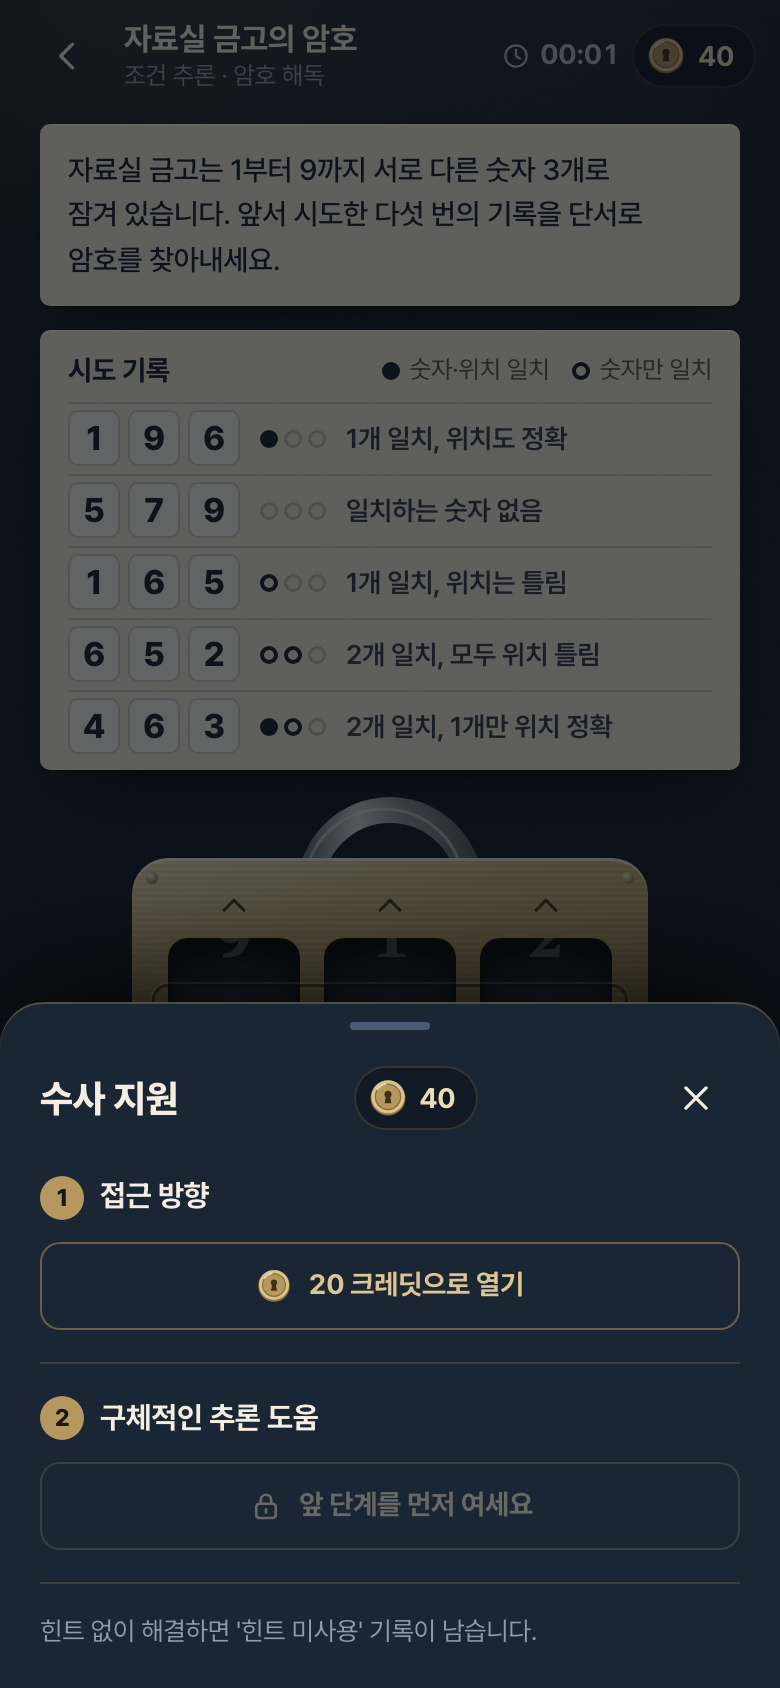 자료실 금고의 암호
조건 추론 · 암호 해독
00:01
40
자료실 금고는 1부터 9까지 서로 다른 숫자 3개로
잠겨 있습니다. 앞서 시도한 다섯 번의 기록을 단서로
암호를 찾아내세요.
시도 기록 숫자·위치 일치 숫자만 일치
1 9 6 1개 일치, 위치도 정확
5 7 9 일치하는 숫자 없음
1 6 5 1개 일치, 위치는 틀림
6 5 2 2개 일치, 모두 위치 틀림
4 6 3 2개 일치, 1개만 위치 정확
9 1 2
수사 지원 40
1 접근 방향
20 크레딧으로 열기
2 구체적인 추론 도움
앞 단계를 먼저 여세요
힌트 없이 해결하면 '힌트 미사용' 기록이 남습니다.